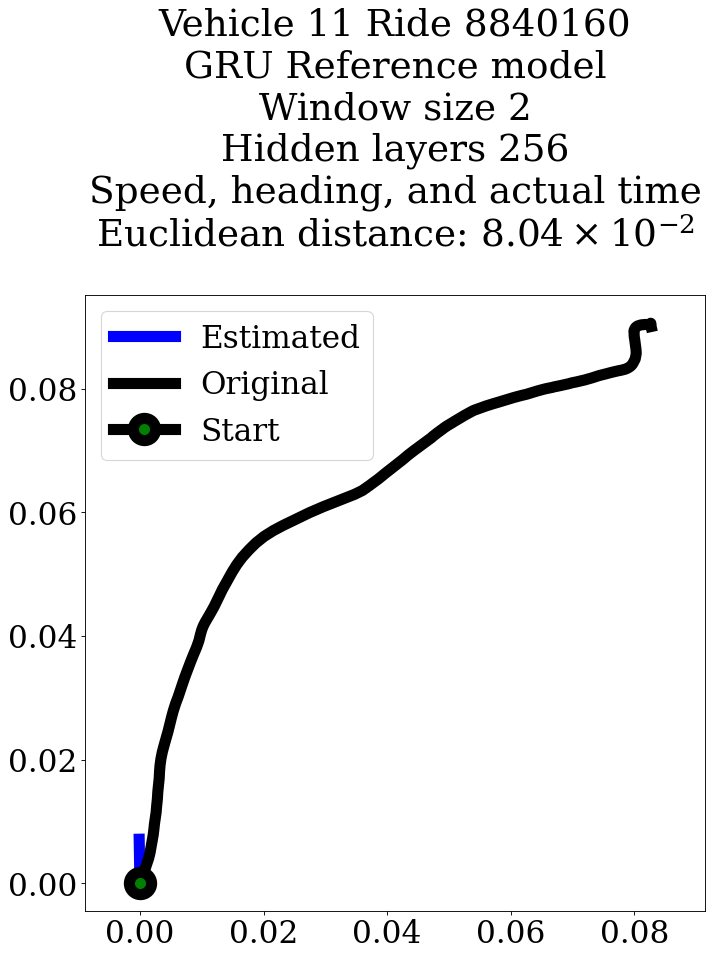 Vehicle 11 Ride 8840160
GRU Reference model
Window size 2
Hidden layers 256
Speed, heading, and actual time
Euclidean distance: 8.04 × 10⁻²
Estimated
Original
Start
0.08
0.06
0.04
0.02
0.00
0.00 0.02 0.04 0.06 0.08